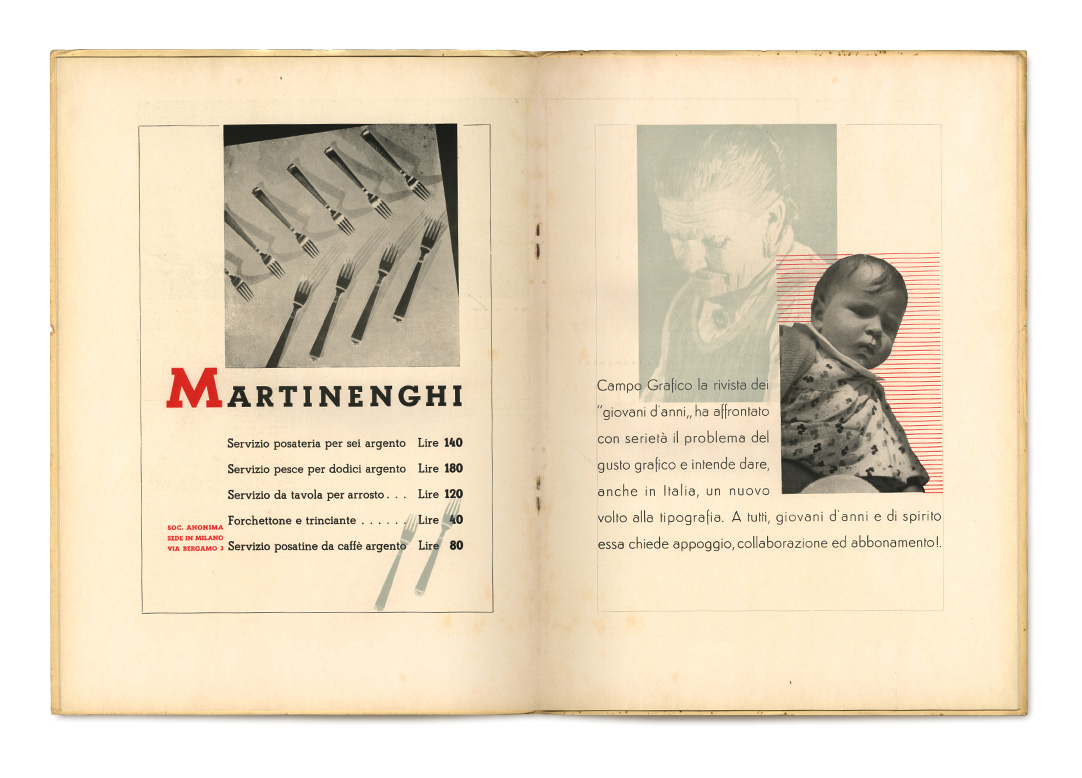 MARTINENGHI
Servizio posateria per sei argento Lire 140
Servizio pesce per dodici argento Lire 180
Servizio da tavola per arrosto . . . Lire 120
Forchettone e trinciante . . . . . . Lire 40
Servizio posatine da caffè argento Lire 80
SOC. ANONIMA
SEDE IN MILANO
VIA BERGAMO 3
Campo Grafico la rivista dei
"giovani d'anni„ ha affrontato
con serietà il problema del
gusto grafico e intende dare,
anche in Italia, un nuovo
volto alla tipografia. A tutti, giovani d'anni e di spirito
essa chiede appoggio, collaborazione ed abbonamento!.